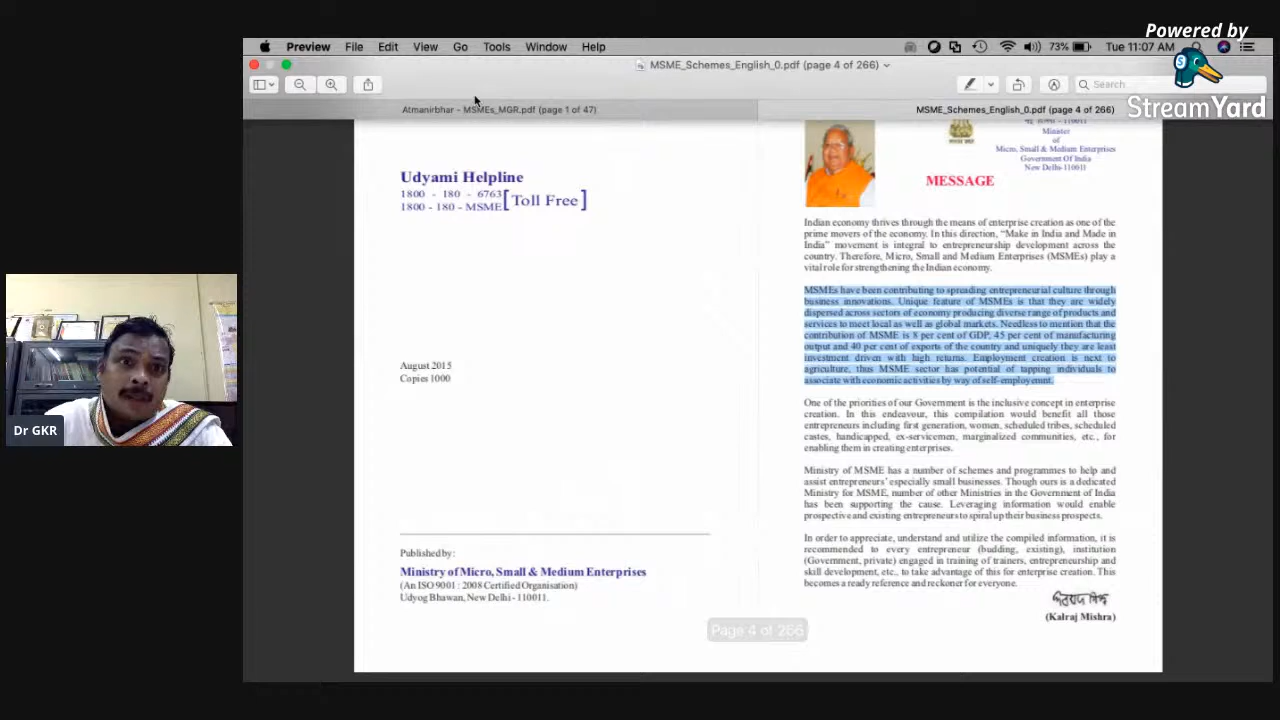 Powered by
StreamYard
Preview File Edit View Go Tools Window Help
73% Tue 11:07 AM
MSME_Schemes_English_0.pdf (page 4 of 266)
Search
Atmanirbhar - MSMEs_MGR.pdf (page 1 of 47)
MSME_Schemes_English_0.pdf (page 4 of 266)
Udyami Helpline
1800 - 180 - 6763
1800 - 180 - MSME
[Toll Free]
August 2015
Copies 1000
Published by:
Ministry of Micro, Small & Medium Enterprises
(An ISO 9001 : 2008 Certified Organisation)
Udyog Bhawan, New Delhi - 110011.
- 110011
Minister
of
Micro, Small & Medium Enterprises
Government Of India
New Delhi-110011
MESSAGE
Indian economy thrives through the means of enterprise creation as one of the
prime movers of the economy. In this direction, “Make in India and Made in
India” movement is integral to entrepreneurship development across the
country. Therefore, Micro, Small and Medium Enterprises (MSMEs) play a
vital role for strengthening the Indian economy.
MSMEs have been contributing to spreading entrepreneurial culture through
business innovations. Unique feature of MSMEs is that they are widely
dispersed across sectors of economy producing diverse range of products and
services to meet local as well as global markets. Needless to mention that the
contribution of MSME is 8 per cent of GDP, 45 per cent of manufacturing
output and 40 per cent of exports of the country and uniquely they are least
investment driven with high returns. Employment creation is next to
agriculture, thus MSME sector has potential of tapping individuals to
associate with economic activities by way of self-employemnt.
One of the priorities of our Government is the inclusive concept in enterprise
creation. In this endeavour, this compilation would benefit all those
entrepreneurs including first generation, women, scheduled tribes, scheduled
castes, handicapped, ex-servicemen, marginalized communities, etc., for
enabling them in creating enterprises.
Ministry of MSME has a number of schemes and programmes to help and
assist entrepreneurs’ especially small businesses. Though ours is a dedicated
Ministry for MSME, number of other Ministries in the Government of India
has been supporting the cause. Leveraging information would enable
prospective and existing entrepreneurs to spiral up their business prospects.
In order to appreciate, understand and utilize the compiled information, it is
recommended to every entrepreneur (budding, existing), institution
(Government, private) engaged in training of trainers, entrepreneurship and
skill development, etc., to take advantage of this for enterprise creation. This
becomes a ready reference and reckoner for everyone.
(Kalraj Mishra)
Page 4 of 266
Dr GKR